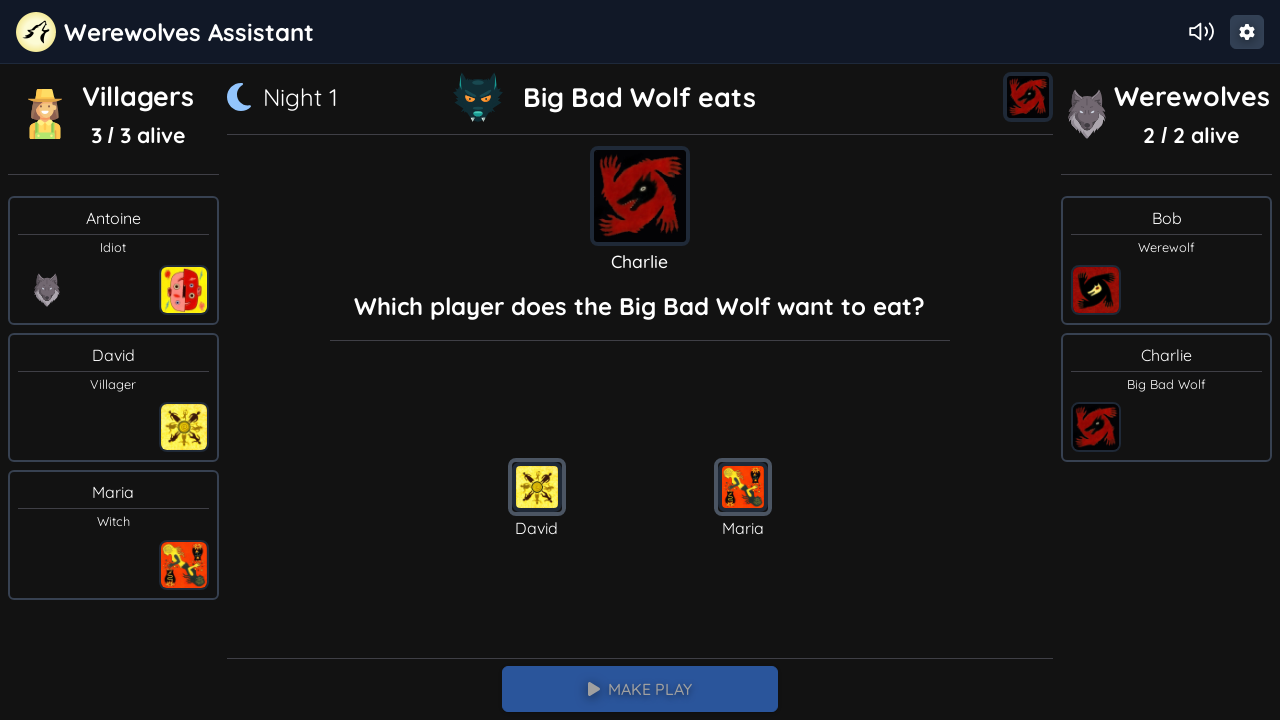 Werewolves Assistant
Villagers
3 / 3 alive
Night 1
Big Bad Wolf eats
Werewolves
2 / 2 alive
Antoine
Idiot
David
Villager
Maria
Witch
Charlie
Which player does the Big Bad Wolf want to eat?
David
Maria
MAKE PLAY
Bob
Werewolf
Charlie
Big Bad Wolf